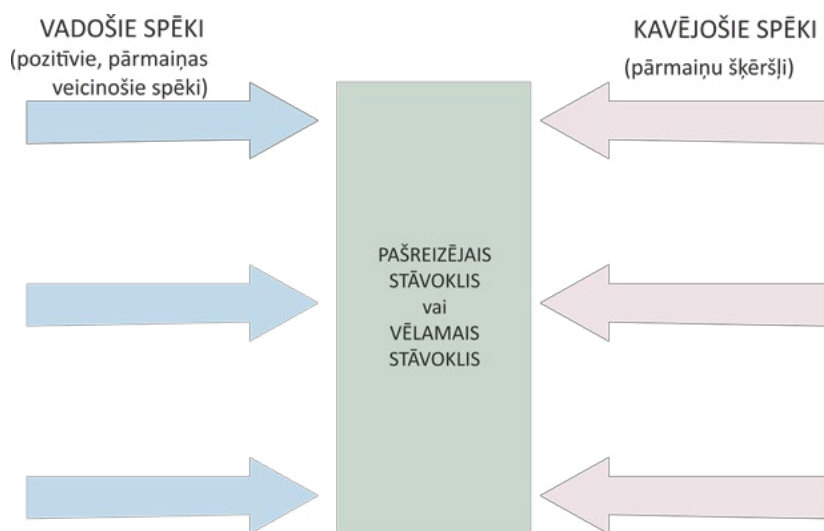 VADOŠIE SPĒKI
(pozitīvie, pārmaiņas
veicinošie spēki)
KAVĒJOŠIE SPĒKI
(pārmaiņu šķēršļi)
PAŠREIZĒJAIS
STĀVOKLIS
vai
VĒLAMAIS
STĀVOKLIS